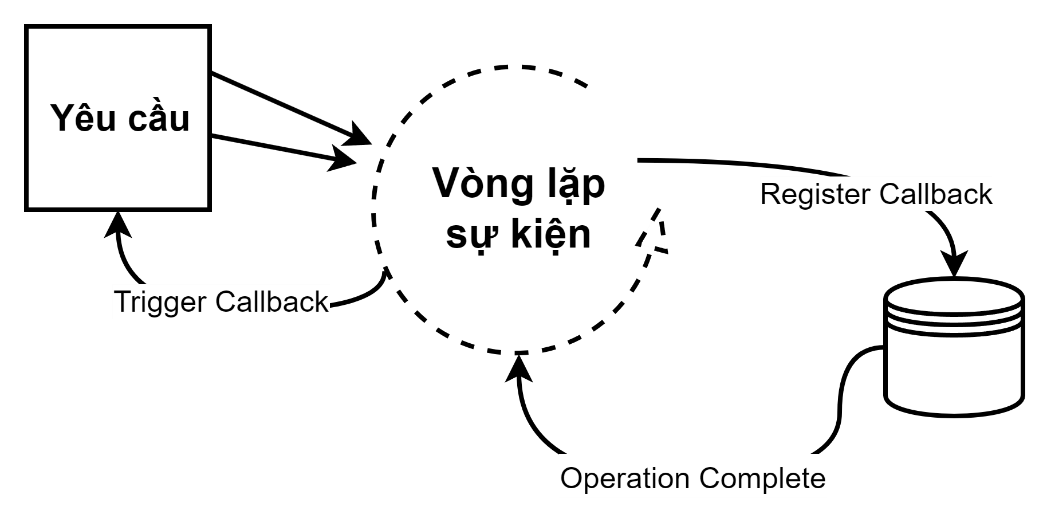 Yêu cầu
Vòng lặp
sự kiện
Register Callback
Trigger Callback
Operation Complete